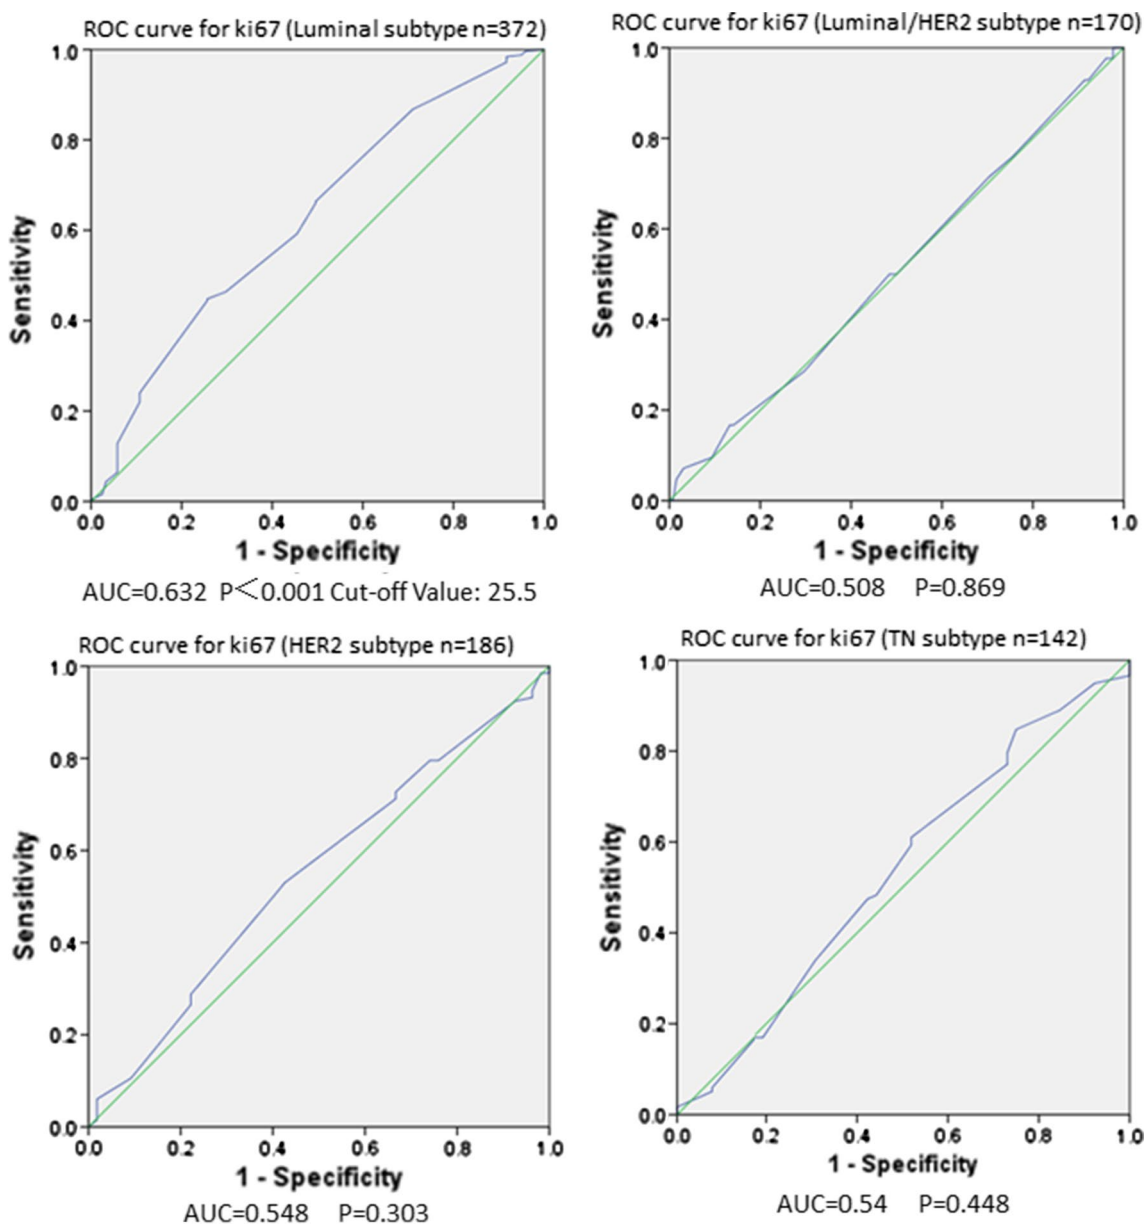 ROC curve for ki67 (Luminal subtype n=372)
1.0
0.8
0.6
0.4
0.2
0.0
Sensitivity
0.0 0.2 0.4 0.6 0.8 1.0
1 - Specificity
AUC=0.632 P<0.001 Cut-off Value: 25.5
ROC curve for ki67 (Luminal/HER2 subtype n=170)
1.0
0.8
0.6
0.4
0.2
0.0
Sensitivity
0.0 0.2 0.4 0.6 0.8 1.0
1 - Specificity
AUC=0.508 P=0.869
ROC curve for ki67 (HER2 subtype n=186)
1.0
0.8
0.6
0.4
0.2
0.0
Sensitivity
0.0 0.2 0.4 0.6 0.8 1.0
1 - Specificity
AUC=0.548 P=0.303
ROC curve for ki67 (TN subtype n=142)
1.0
0.8
0.6
0.4
0.2
0.0
Sensitivity
0.0 0.2 0.4 0.6 0.8 1.0
1 - Specificity
AUC=0.54 P=0.448